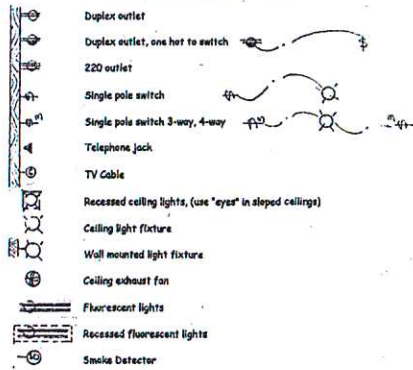 Duplex outlet
Duplex outlet, one hot to switch
220 outlet
Single pole switch
Single pole switch 3-way, 4-way
Telephone jack
TV Cable
Recessed ceiling lights, (use "eyes" in sloped ceilings)
Ceiling light fixture
Wall mounted light fixture
Ceiling exhaust fan
Fluorescent lights
Recessed fluorescent lights
Smoke Detector